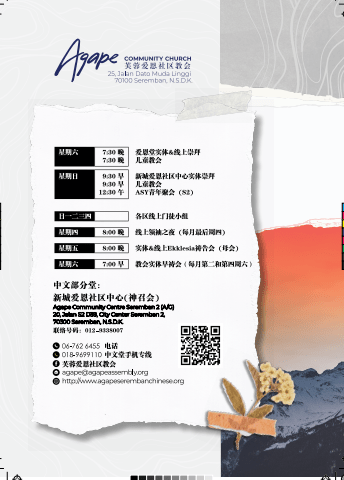 Agape
COMMUNITY CHURCH
芙蓉爱恩社区教会
25, Jalan Dato Muda Linggi
70100 Seremban, N.S.D.K.
星期六 7:30 晚 爱恩堂实体&线上崇拜
7:30 晚 儿童教会
星期日 9:30 早 新城爱恩社区中心实体崇拜
9:30 早 儿童教会
12:30 午 ASY青年聚会（S2）
日一二三四 各区线上门徒小组
星期四 8:00 晚 线上领袖之夜（每月最后周四）
星期五 8:00 晚 实体&线上Ekklesia祷告会（母会）
星期六 7:00 早 教会实体早祷会（每月第二和第四周六）
中文部分堂：
新城爱恩社区中心(神召会)
Agape Community Centre Seremban 2 (A/G)
20, Jalan S2 D38, City Center Seremban 2,
70300 Seremban, N.S.D.K.
联络号码：012-9338007
06-762 6455 电话
018-9699110 中文堂手机专线
芙蓉爱恩社区教会
agape@agapeassembly.org
http://www.agapeserembanchinese.org